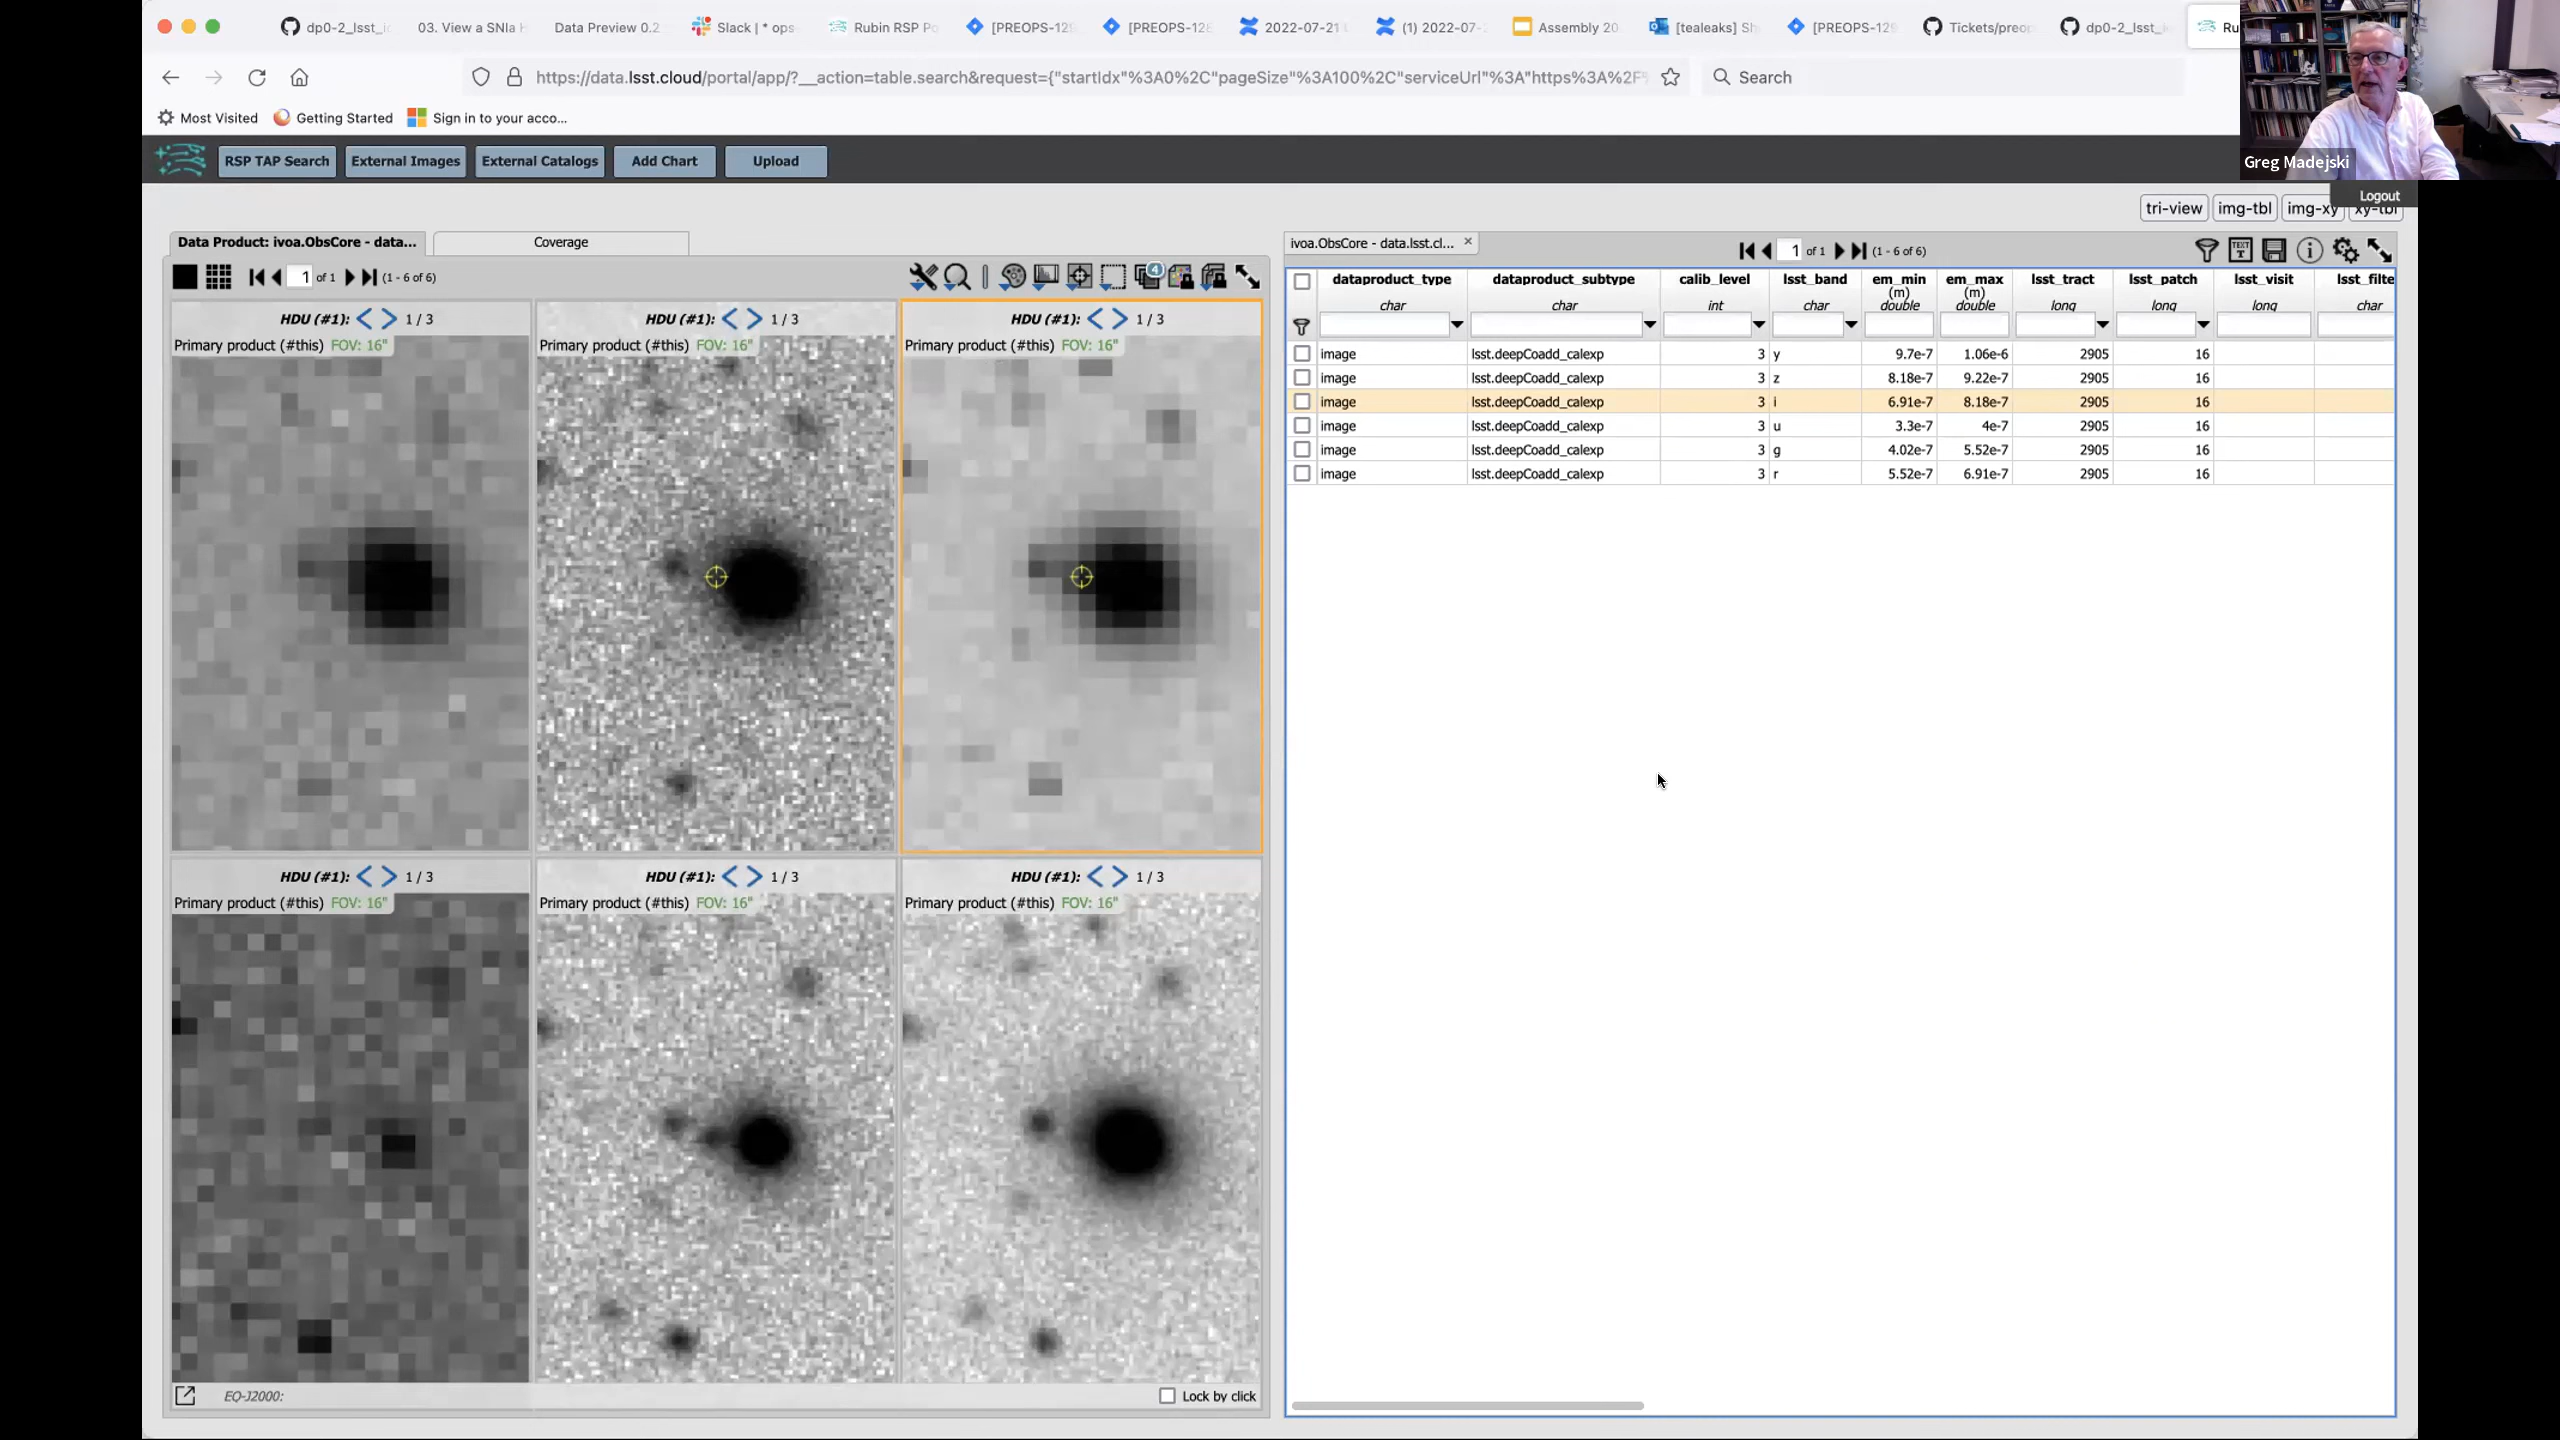 dp0-2_lsst_i 03. View a SNIa H Data Preview 0.2 Slack | * ops Rubin RSP Po [PREOPS-129 [PREOPS-128 2022-07-21 (1) 2022-07-2 Assembly 20 [tealeaks] Sh [PREOPS-129 Tickets/preop dp0-2_lsst_ Ru
https://data.lsst.cloud/portal/app/?__action=table.search&request={"startIdx"%3A0%2C"pageSize"%3A100%2C"serviceUrl"%3A"https%3A%2F% Search
Most Visited Getting Started Sign in to your acco...
Greg Madejski
RSP TAP Search External Images External Catalogs Add Chart Upload
Logout
tri-view img-tbl img-xy xy-tbl
Data Product: ivoa.ObsCore - data... Coverage
1 of 1 (1 - 6 of 6) 4
HDU (#1): 1 / 3 HDU (#1): 1 / 3 HDU (#1): 1 / 3
Primary product (#this) FOV: 16" Primary product (#this) FOV: 16" Primary product (#this) FOV: 16"
HDU (#1): 1 / 3 HDU (#1): 1 / 3 HDU (#1): 1 / 3
Primary product (#this) FOV: 16" Primary product (#this) FOV: 16" Primary product (#this) FOV: 16"
EQ-J2000: Lock by click
ivoa.ObsCore - data.lsst.cl... × 1 of 1 (1 - 6 of 6) TEXT
dataproduct_type dataproduct_subtype calib_level lsst_band em_min em_max lsst_tract lsst_patch lsst_visit lsst_filte
(m) (m)
char char int char double double long long long char
image lsst.deepCoadd_calexp 3 y 9.7e-7 1.06e-6 2905 16
image lsst.deepCoadd_calexp 3 z 8.18e-7 9.22e-7 2905 16
image lsst.deepCoadd_calexp 3 i 6.91e-7 8.18e-7 2905 16
image lsst.deepCoadd_calexp 3 u 3.3e-7 4e-7 2905 16
image lsst.deepCoadd_calexp 3 g 4.02e-7 5.52e-7 2905 16
image lsst.deepCoadd_calexp 3 r 5.52e-7 6.91e-7 2905 16